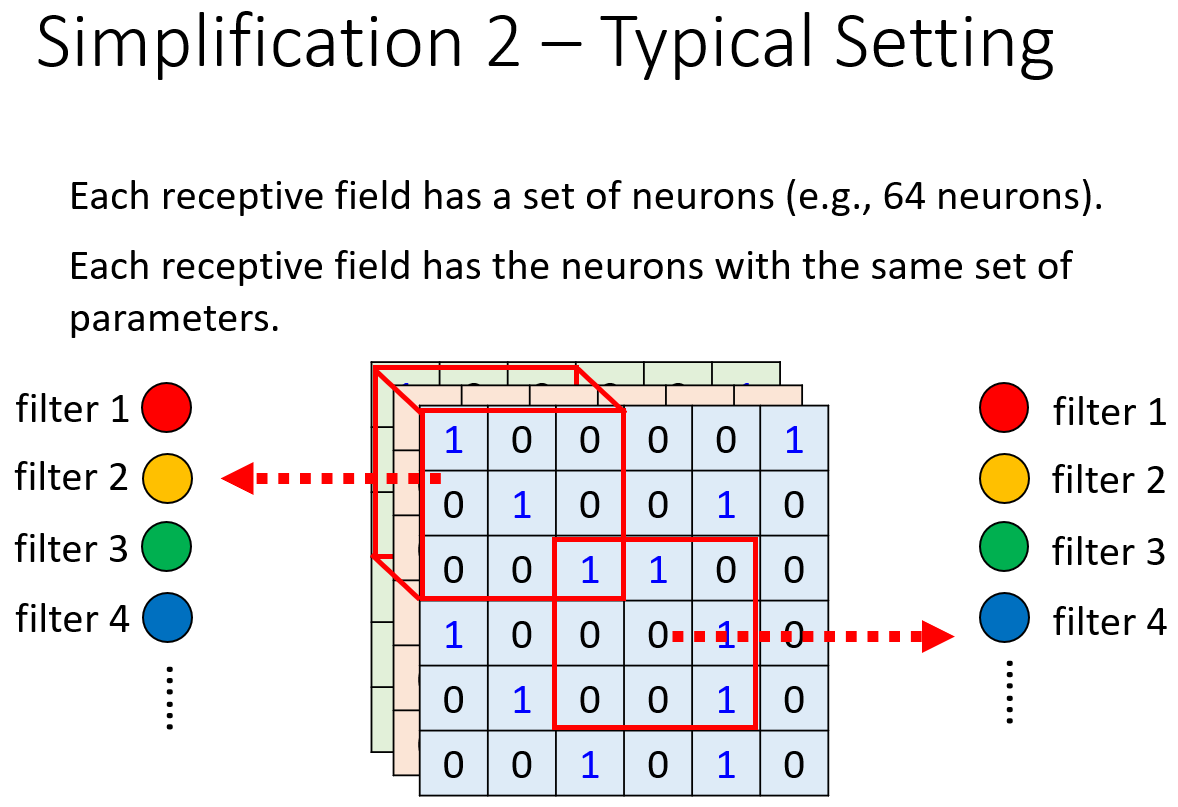 Simplification 2 – Typical Setting
Each receptive field has a set of neurons (e.g., 64 neurons).
Each receptive field has the neurons with the same set of
parameters.
filter 1
filter 2
filter 3
filter 4
1 0 0 0 0 1
0 1 0 0 1 0
0 0 1 1 0 0
1 0 0 0 1 0
0 1 0 0 1 0
0 0 1 0 1 0
filter 1
filter 2
filter 3
filter 4